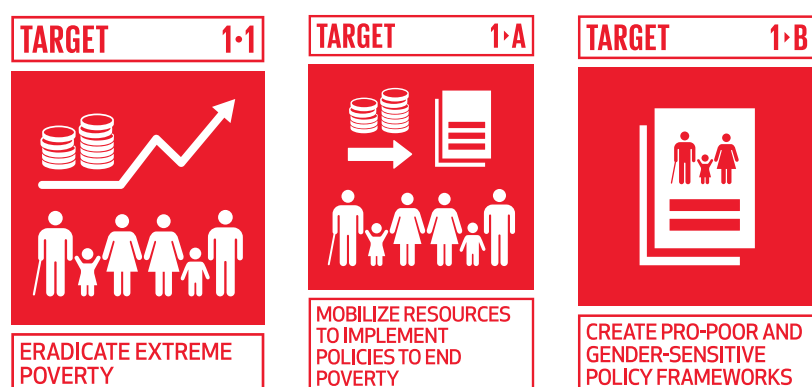 TARGET 1·1
ERADICATE EXTREME
POVERTY
TARGET 1‣A
MOBILIZE RESOURCES
TO IMPLEMENT
POLICIES TO END
POVERTY
TARGET 1‣B
CREATE PRO-POOR AND
GENDER-SENSITIVE
POLICY FRAMEWORKS